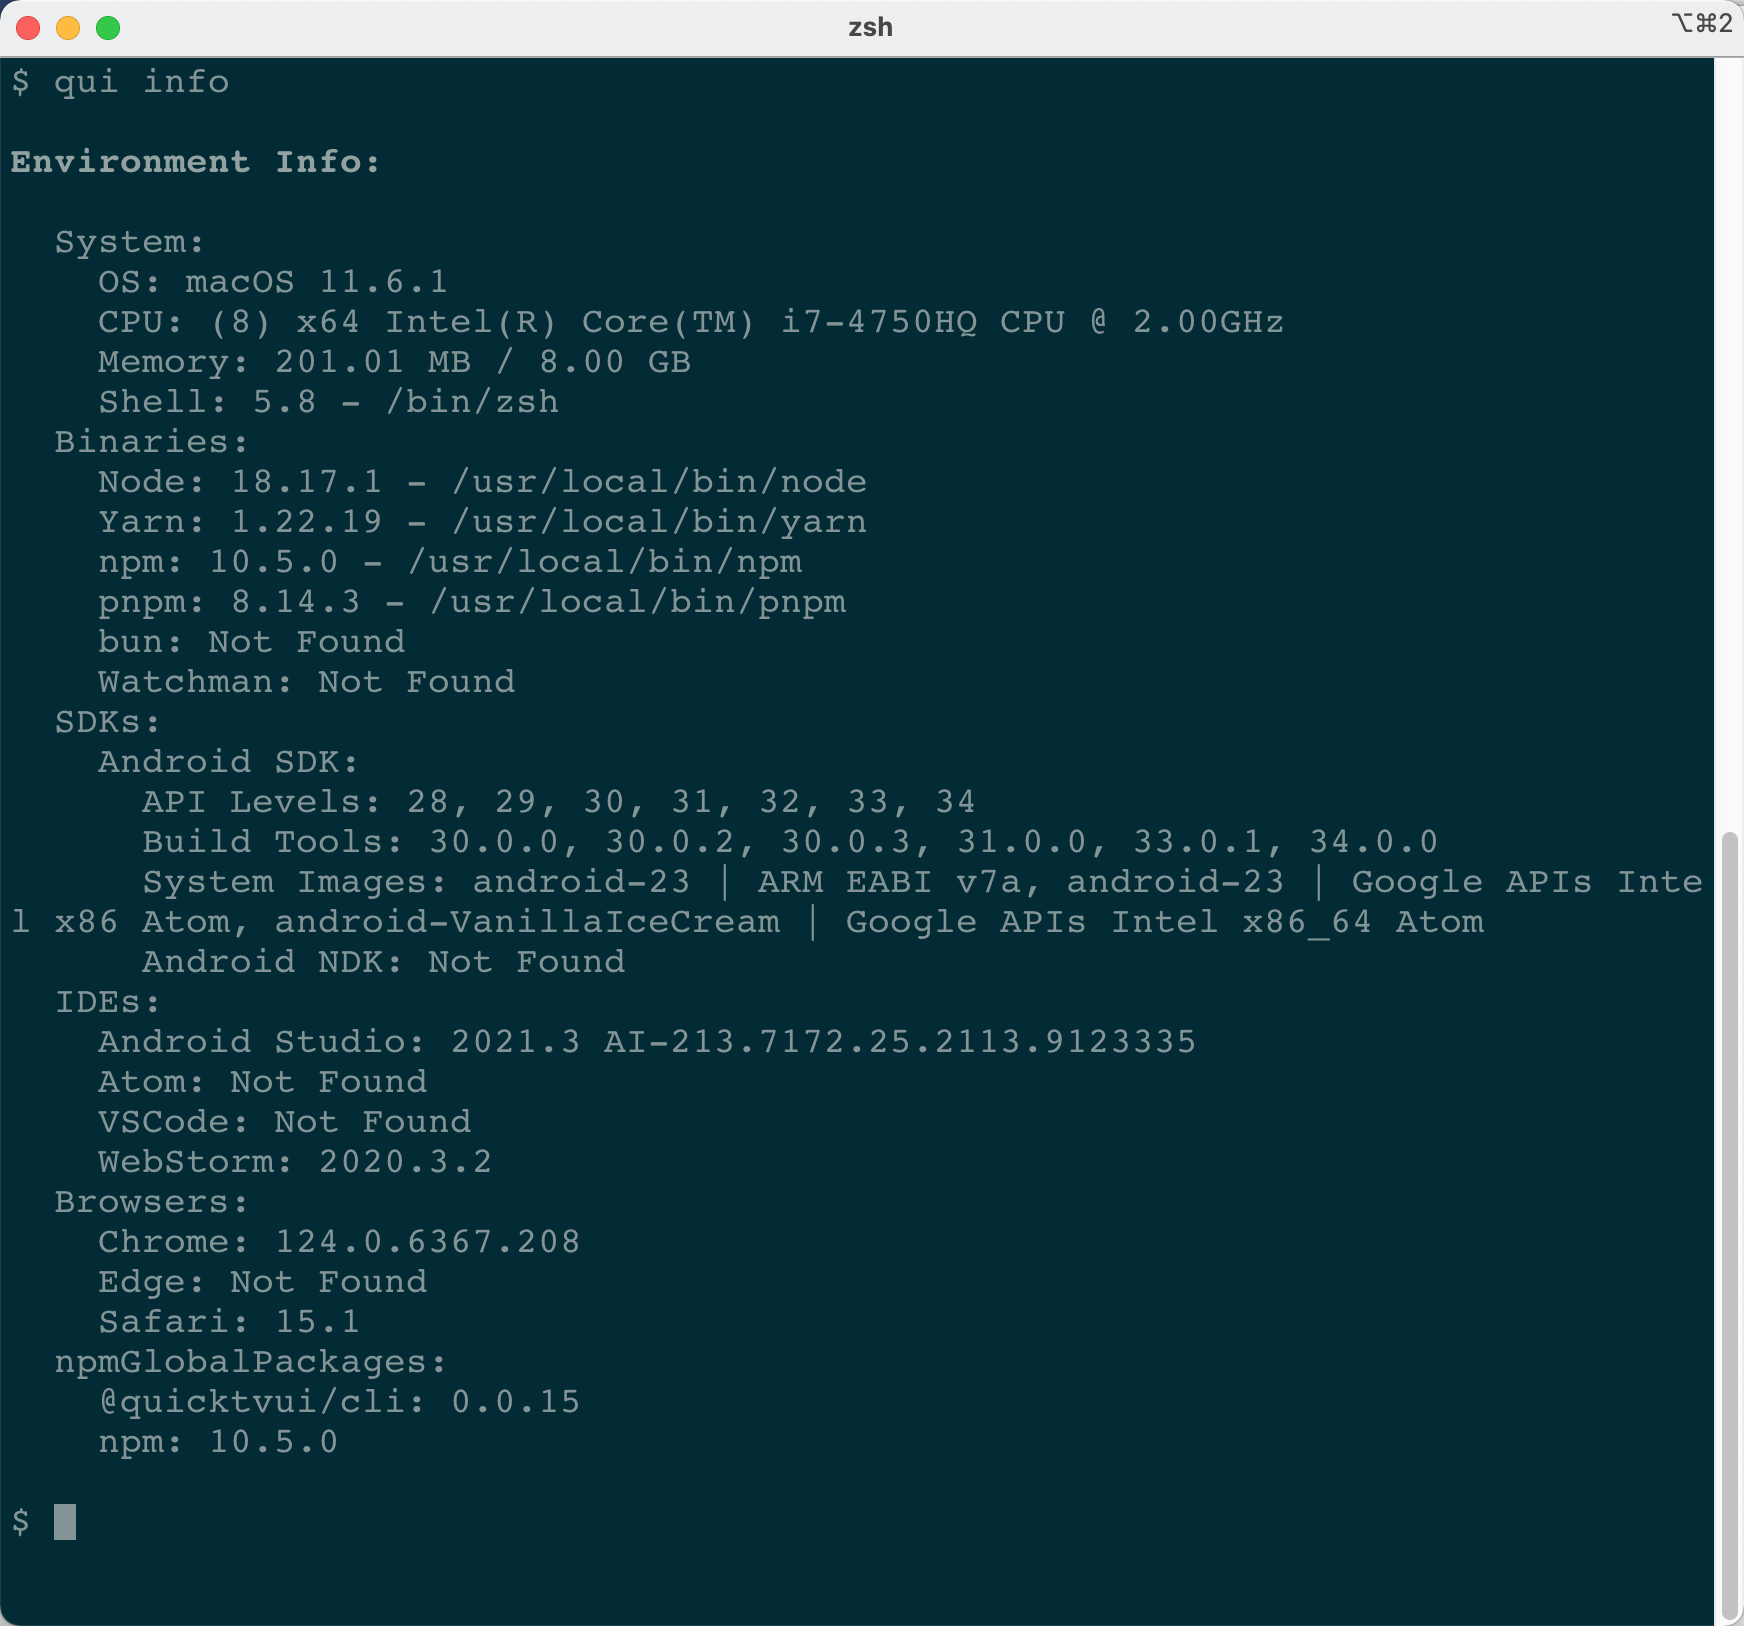 zsh
⌥⌘2
$ qui info
Environment Info:
System:
OS: macOS 11.6.1
CPU: (8) x64 Intel(R) Core(TM) i7-4750HQ CPU @ 2.00GHz
Memory: 201.01 MB / 8.00 GB
Shell: 5.8 - /bin/zsh
Binaries:
Node: 18.17.1 - /usr/local/bin/node
Yarn: 1.22.19 - /usr/local/bin/yarn
npm: 10.5.0 - /usr/local/bin/npm
pnpm: 8.14.3 - /usr/local/bin/pnpm
bun: Not Found
Watchman: Not Found
SDKs:
Android SDK:
API Levels: 28, 29, 30, 31, 32, 33, 34
Build Tools: 30.0.0, 30.0.2, 30.0.3, 31.0.0, 33.0.1, 34.0.0
System Images: android-23 | ARM EABI v7a, android-23 | Google APIs Inte
l x86 Atom, android-VanillaIceCream | Google APIs Intel x86_64 Atom
Android NDK: Not Found
IDEs:
Android Studio: 2021.3 AI-213.7172.25.2113.9123335
Atom: Not Found
VSCode: Not Found
WebStorm: 2020.3.2
Browsers:
Chrome: 124.0.6367.208
Edge: Not Found
Safari: 15.1
npmGlobalPackages:
@quicktvui/cli: 0.0.15
npm: 10.5.0
$